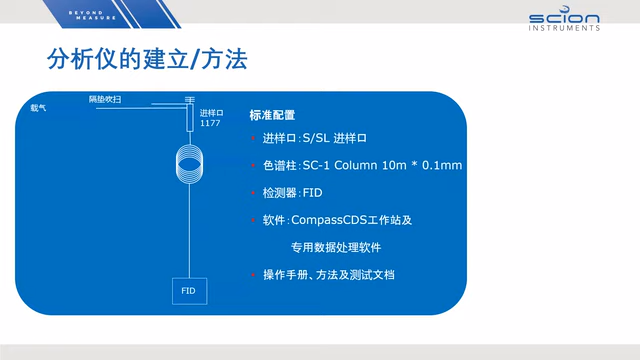 BEYOND
MEASURE
scion
INSTRUMENTS
分析仪的建立/方法
隔垫吹扫
载气
进样口
1177
FID
标准配置
进样口：S/SL 进样口
色谱柱：SC-1 Column 10m * 0.1mm
检测器：FID
软件：CompassCDS工作站及
专用数据处理软件
操作手册、方法及测试文档